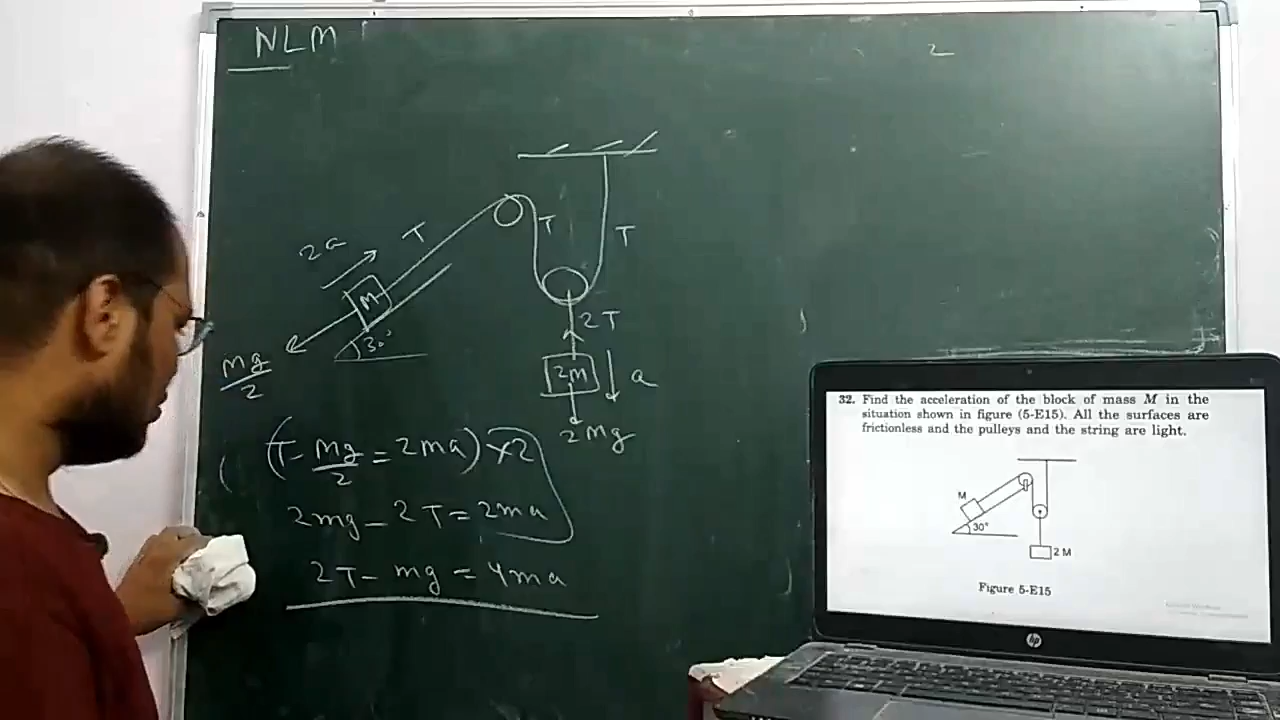 NLM
2
2a
T
T
T
M
30°
Mg/2
2T
2M
a
2Mg
(T - Mg/2 = 2ma) × 2
2mg - 2T = 2ma
2T - mg = 4ma
32. Find the acceleration of the block of mass M in the
situation shown in figure (5-E15). All the surfaces are
frictionless and the pulleys and the string are light.
M
30°
2 M
Figure 5-E15
hp